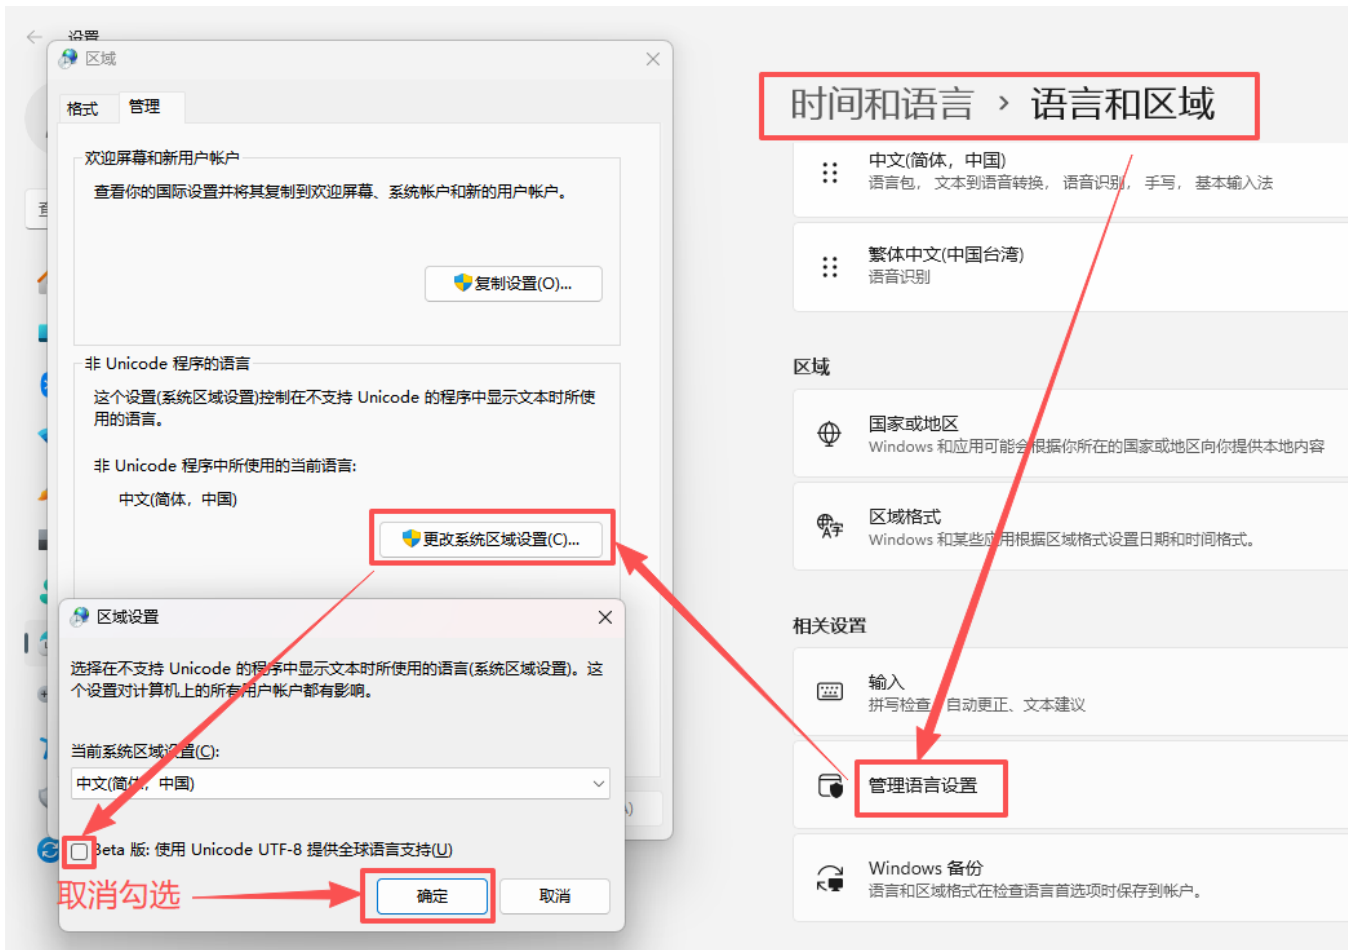 设置
区域
格式
管理
欢迎屏幕和新用户帐户
查看你的国际设置并将其复制到欢迎屏幕、系统帐户和新的用户帐户。
复制设置(O)...
非 Unicode 程序的语言
这个设置(系统区域设置)控制在不支持 Unicode 的程序中显示文本时所使
用的语言。
非 Unicode 程序中所使用的当前语言:
中文(简体，中国)
更改系统区域设置(C)...
区域设置
选择在不支持 Unicode 的程序中显示文本时所使用的语言(系统区域设置)。这
个设置对计算机上的所有用户帐户都有影响。
当前系统区域设置(C):
中文(简体，中国)
Beta 版: 使用 Unicode UTF-8 提供全球语言支持(U)
取消勾选
确定
取消
时间和语言 › 语言和区域
中文(简体，中国)
语言包， 文本到语音转换， 语音识别， 手写， 基本输入法
繁体中文(中国台湾)
语音识别
区域
国家或地区
Windows 和应用可能会根据你所在的国家或地区向你提供本地内容
区域格式
Windows 和某些应用根据区域格式设置日期和时间格式。
相关设置
输入
拼写检查、自动更正、文本建议
管理语言设置
Windows 备份
语言和区域格式在检查语言首选项时保存到帐户。